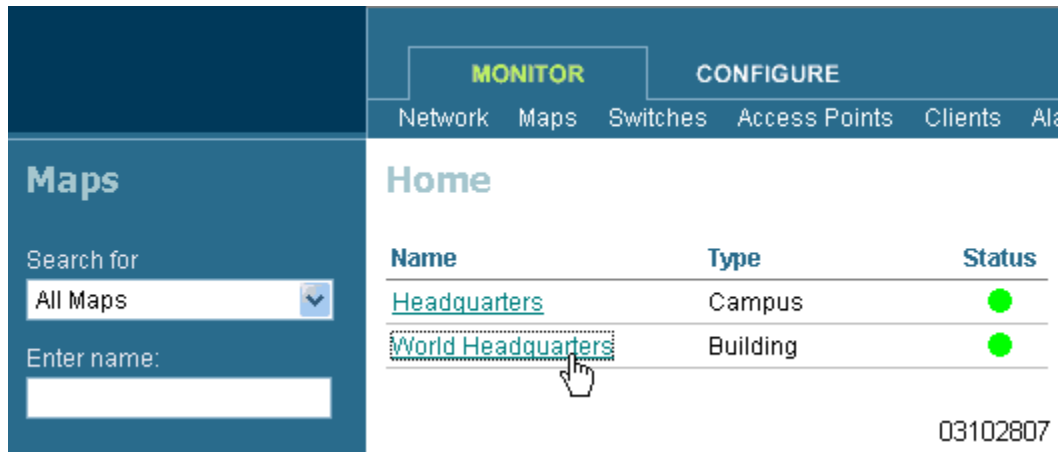 MONITOR CONFIGURE
Network Maps Switches Access Points Clients Ala
Maps
Search for
All Maps
Enter name:
Home
Name Type Status
Headquarters Campus
World Headquarters Building
03102807